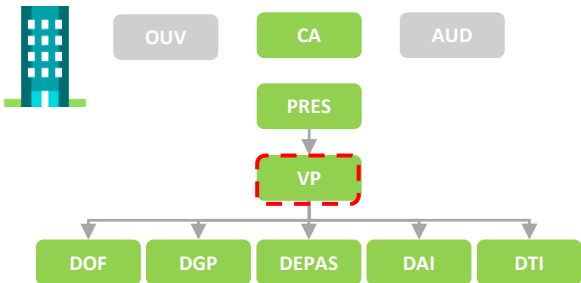 OUV CA AUD
PRES
VP
DOF DGP DEPAS DAI DTI